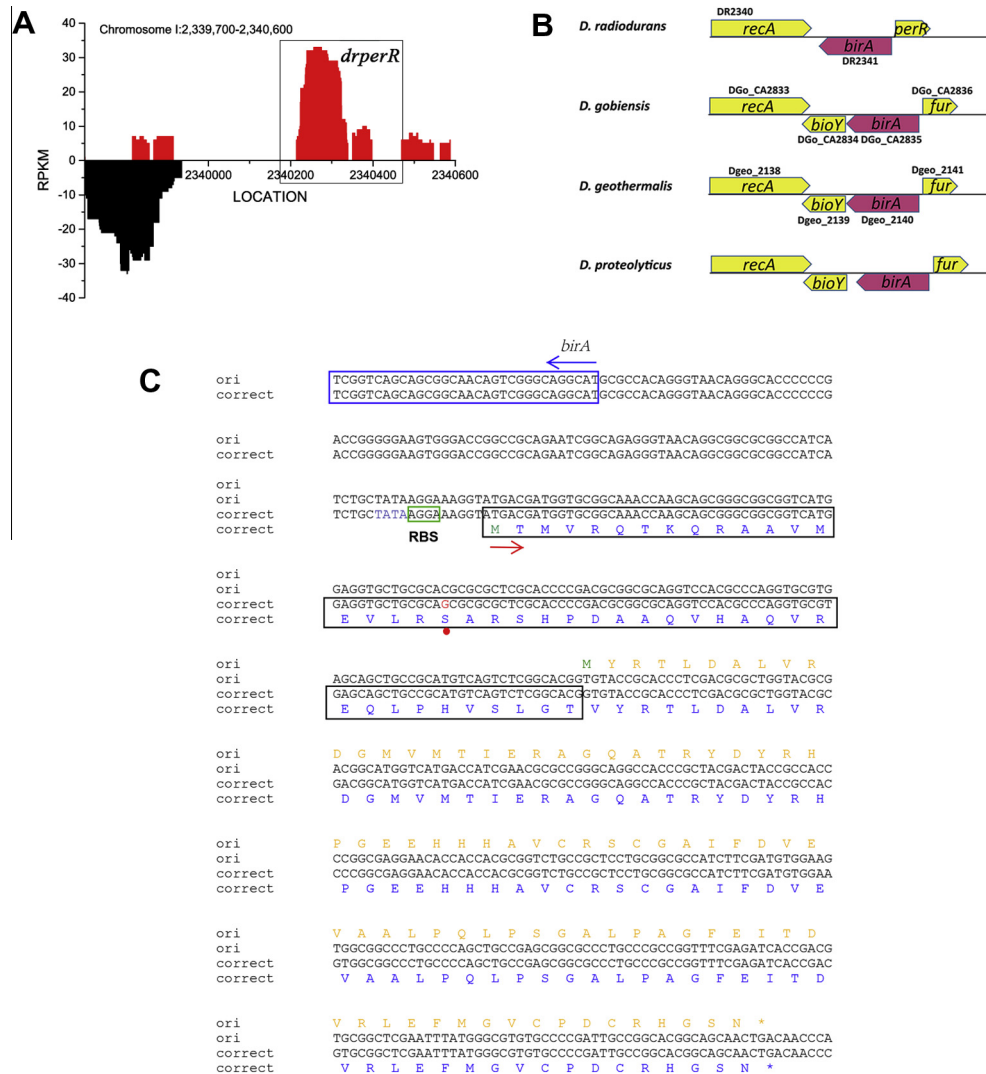 A
Chromosome I:2,339,700-2,340,600
drperR
40
30
20
10
0
-10
-20
-30
-40
RPKM
2340000
2340200
2340400
2340600
LOCATION
B
D. radiodurans
DR2340
recA
birA
DR2341
perR
D. gobiensis
DGo_CA2833
recA
bioY
DGo_CA2834
birA
DGo_CA2835
DGo_CA2836
fur
D. geothermalis
Dgeo_2138
recA
bioY
Dgeo_2139
birA
Dgeo_2140
Dgeo_2141
fur
D. proteolyticus
recA
bioY
birA
fur
C
birA
ori TCGGTCAGCAGCGGCAACAGTCGGGCAGGCATGCGCCACAGGGTAACAGGGCACCCCCCG
correct TCGGTCAGCAGCGGCAACAGTCGGGCAGGCATGCGCCACAGGGTAACAGGGCACCCCCCG
ori ACCGGGGGAAGTGGGACCGGCCGCAGAATCGGCAGAGGGTAACAGGCGGCGCGGCCATCA
correct ACCGGGGGAAGTGGGACCGGCCGCAGAATCGGCAGAGGGTAACAGGCGGCGCGGCCATCA
ori
ori TCTGCTATAAGGAAAGGTATGACGATGGTGCGGCAAACCAAGCAGCGGGCGGCGGTCATG
correct TCTGCTATAAGGAAAGGTATGACGATGGTGCGGCAAACCAAGCAGCGGGCGGCGGTCATG
correct M T M V R Q T K Q R A A V M
RBS
ori
ori GAGGTGCTGCGCACGCGCGCTCGCACCCCGACGCGGCGCAGGTCCACGCCCAGGTGCGTG
correct GAGGTGCTGCGCAGCGCGCGCTCGCACCCCGACGCGGCGCAGGTCCACGCCCAGGTGCGT
correct E V L R S A R S H P D A A Q V H A Q V R
ori M Y R T L D A L V R
ori AGCAGCTGCCGCATGTCAGTCTCGGCACGGTGTACCGCACCCTCGACGCGCTGGTACGCG
correct GAGCAGCTGCCGCATGTCAGTCTCGGCACGGTGTACCGCACCCTCGACGCGCTGGTACGC
correct E Q L P H V S L G T V Y R T L D A L V R
ori D G M V M T I E R A G Q A T R Y D Y R H
ori ACGGCATGGTCATGACCATCGAACGCGCCGGGCAGGCCACCCGCTACGACTACCGCCACC
correct GACGGCATGGTCATGACCATCGAACGCGCCGGGCAGGCCACCCGCTACGACTACCGCCAC
correct D G M V M T I E R A G Q A T R Y D Y R H
ori P G E E H H H A V C R S C G A I F D V E
ori CCGGCGAGGAACACCACCACGCGGTCTGCCGCTCCTGCGGCGCCATCTTCGATGTGGAAG
correct CCCGGCGAGGAACACCACCACGCGGTCTGCCGCTCCTGCGGCGCCATCTTCGATGTGGAA
correct P G E E H H H A V C R S C G A I F D V E
ori V A A L P Q L P S G A L P A G F E I T D
ori TGGCGGCCCTGCCCCAGCTGCCGAGCGGCGCCCTGCCCGCCGGTTTCGAGATCACCGACG
correct GTGGCGGCCCTGCCCCAGCTGCCGAGCGGCGCCCTGCCCGCCGGTTTCGAGATCACCGAC
correct V A A L P Q L P S G A L P A G F E I T D
ori V R L E F M G V C P D C R H G S N *
ori TGCGGCTCGAATTTATGGGCGTGTGCCCCGATTGCCGGCACGGCAGCAACTGACAACCCA
correct GTGCGGCTCGAATTTATGGGCGTGTGCCCCGATTGCCGGCACGGCAGCAACTGACAACCC
correct V R L E F M G V C P D C R H G S N *